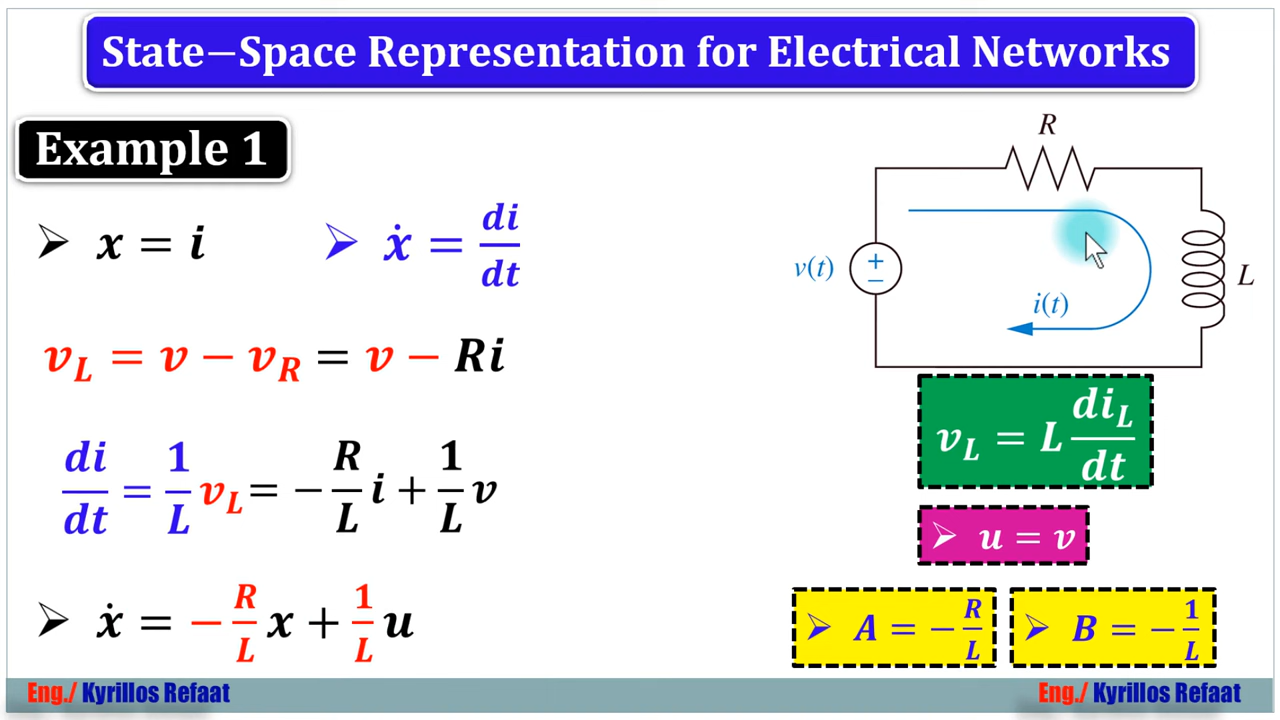 State−Space Representation for Electrical Networks
Example 1
➢ x = i
➢ ẋ = di/dt
v_L = v − v_R = v − Ri
di/dt = 1/L v_L = − R/L i + 1/L v
➢ ẋ = − R/L x + 1/L u
R
v(t)
+
−
i(t)
L
v_L = L di_L/dt
➢ u = v
➢ A = − R/L
➢ B = − 1/L
Eng./ Kyrillos Refaat
Eng./ Kyrillos Refaat